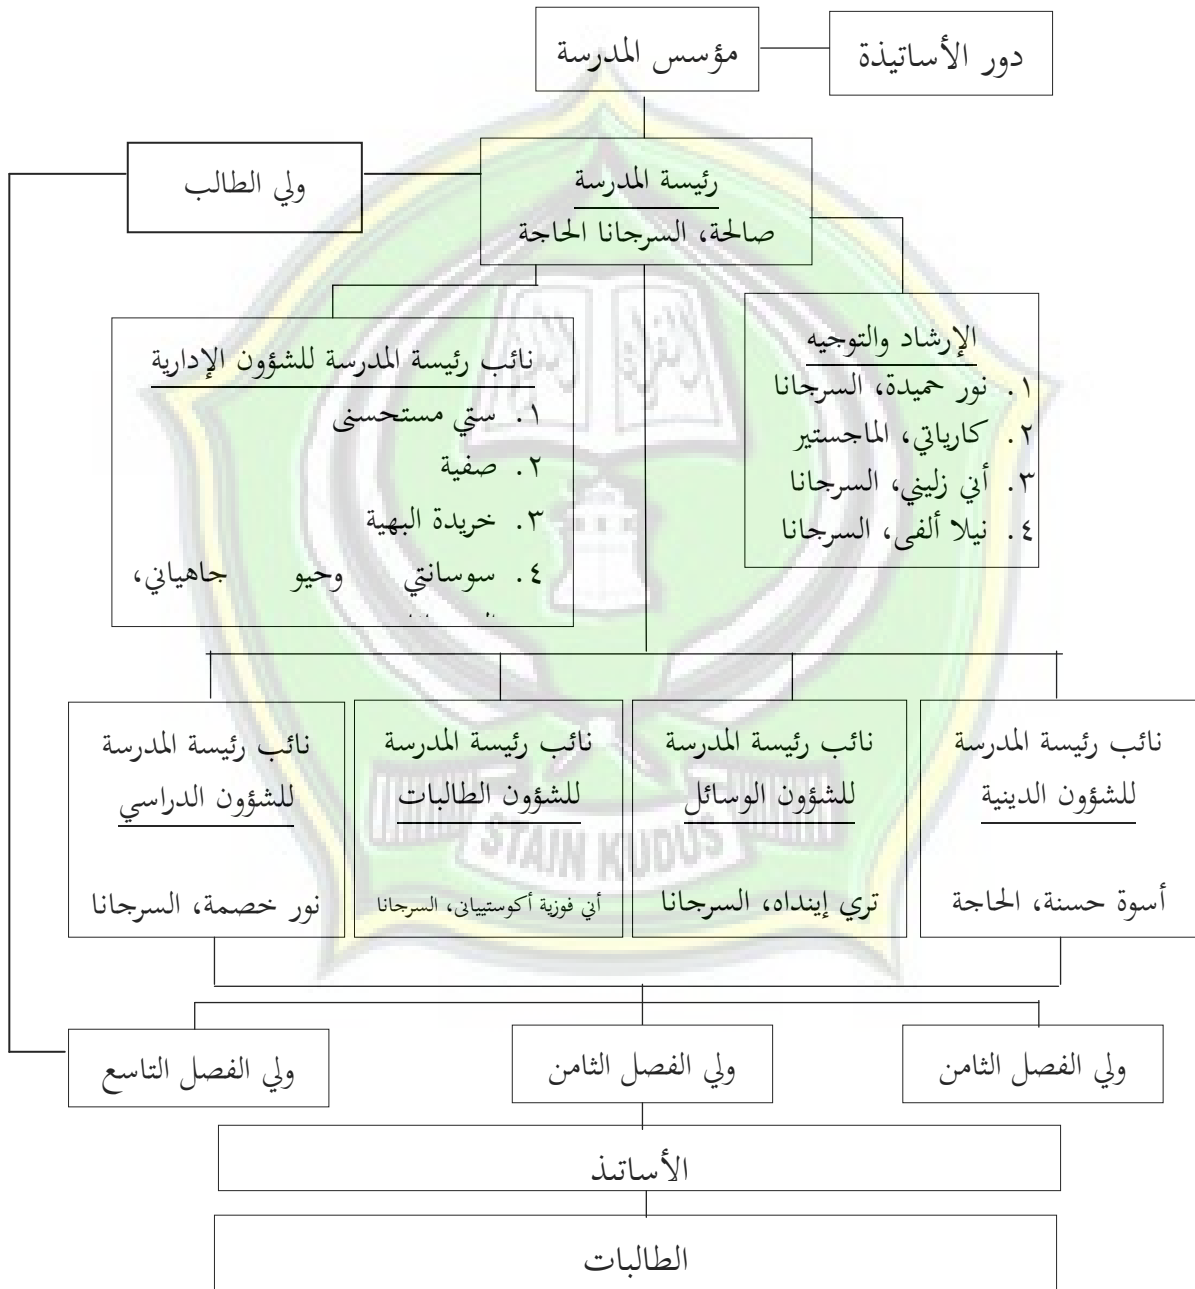 مؤسس المدرسة
دور الأساتيذة
رئيسة المدرسة
صالحة، السرجانا الحاجة
ولي الطالب
الإرشاد والتوجيه
١. نور حميدة، السرجانا
٢. كارياتي، الماجستير
٣. أني زليني، السرجانا
٤. نيلا ألفى، السرجانا
نائب رئيسة المدرسة للشؤون الإدارية
١. ستي مستحسنى
٢. صفية
٣. خريدة البهية
٤. سوسانتي وحيو جاهياني،
نائب رئيسة المدرسة
للشؤون الدينية
أسوة حسنة، الحاجة
نائب رئيسة المدرسة
للشؤون الوسائل
تري إينداه، السرجانا
نائب رئيسة المدرسة
للشؤون الطالبات
أني فوزية أكوستيياني، السرجانا
نائب رئيسة المدرسة
للشؤون الدراسي
نور خصمة، السرجانا
STAIN KUDUS
ولي الفصل الثامن
ولي الفصل الثامن
ولي الفصل التاسع
الأساتيذ
الطالبات